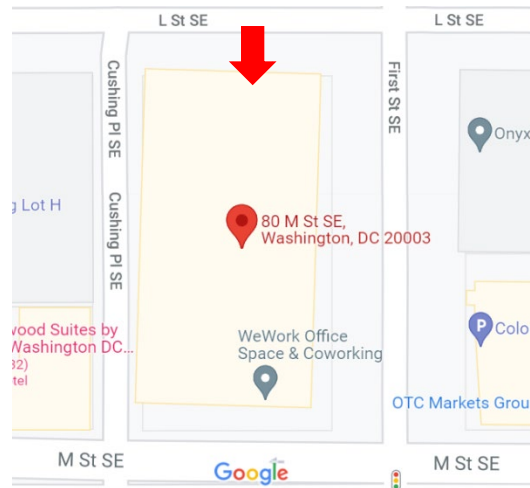 L St SE
L St SE
Cushing Pl SE
First St SE
Onyx
g Lot H
Cushing Pl SE
80 M St SE,
Washington, DC 20003
wood Suites by
Washington DC...
32)
tel
WeWork Office
Space & Coworking
P
Colo
OTC Markets Grou
M St SE
Google
M St SE